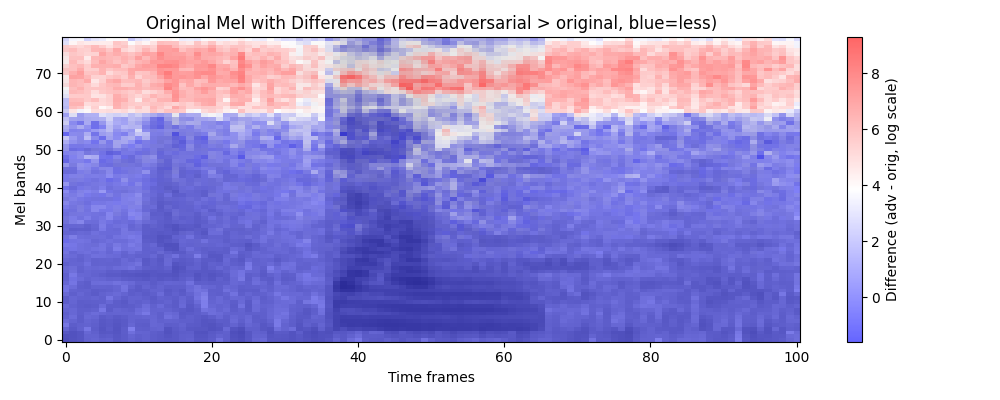 Original Mel with Differences (red=adversarial > original, blue=less)
Mel bands
70
60
50
40
30
20
10
0
0 20 40 60 80 100
Time frames
8
6
4
2
0
Difference (adv - orig, log scale)